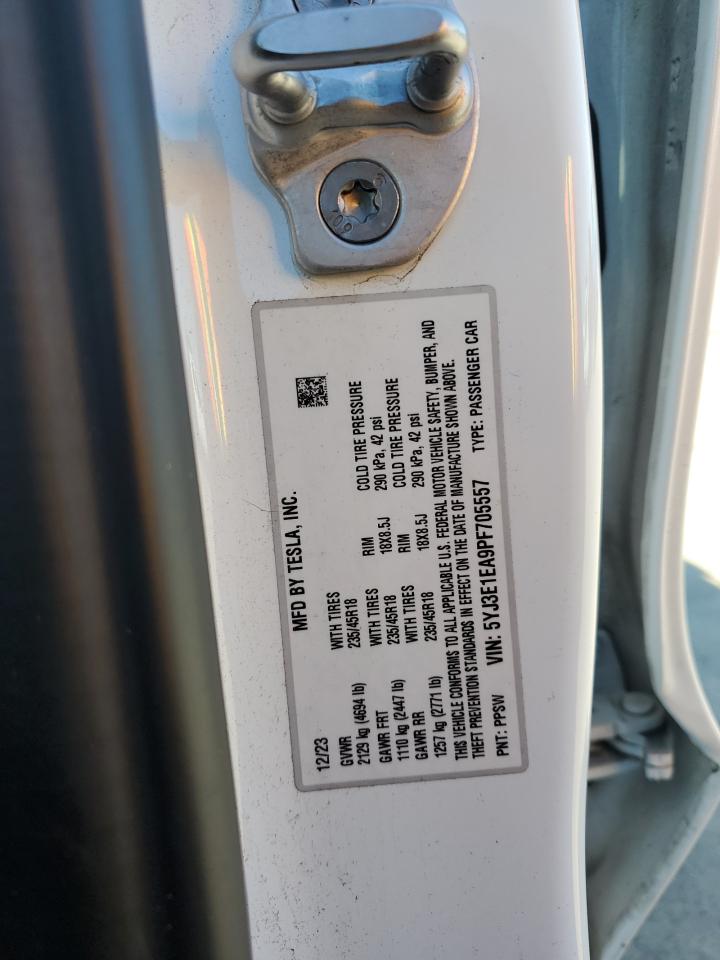 MFD BY TESLA, INC.
12/23
GVWR WITH TIRES RIM COLD TIRE PRESSURE
2129 kg (4694 lb) 235/45R18 18X8.5J 290 kPa, 42 psi
GAWR FRT WITH TIRES RIM COLD TIRE PRESSURE
1110 kg (2447 lb) 235/45R18 18X8.5J 290 kPa, 42 psi
GAWR RR WITH TIRES
1257 kg (2771 lb) 235/45R18
THIS VEHICLE CONFORMS TO ALL APPLICABLE U.S. FEDERAL MOTOR VEHICLE SAFETY, BUMPER, AND
THEFT PREVENTION STANDARDS IN EFFECT ON THE DATE OF MANUFACTURE SHOWN ABOVE.
PNT: PPSW VIN: 5YJ3E1EA9PF705557 TYPE: PASSENGER CAR